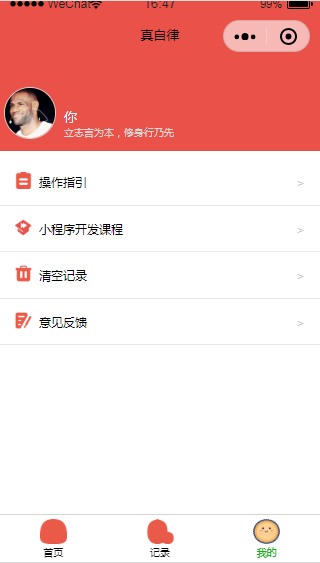 WeChat
16:47
99%
真自律
你
立志言为本，修身行乃先
操作指引
>
小程序开发课程
>
清空记录
>
意见反馈
>
首页
记录
我的